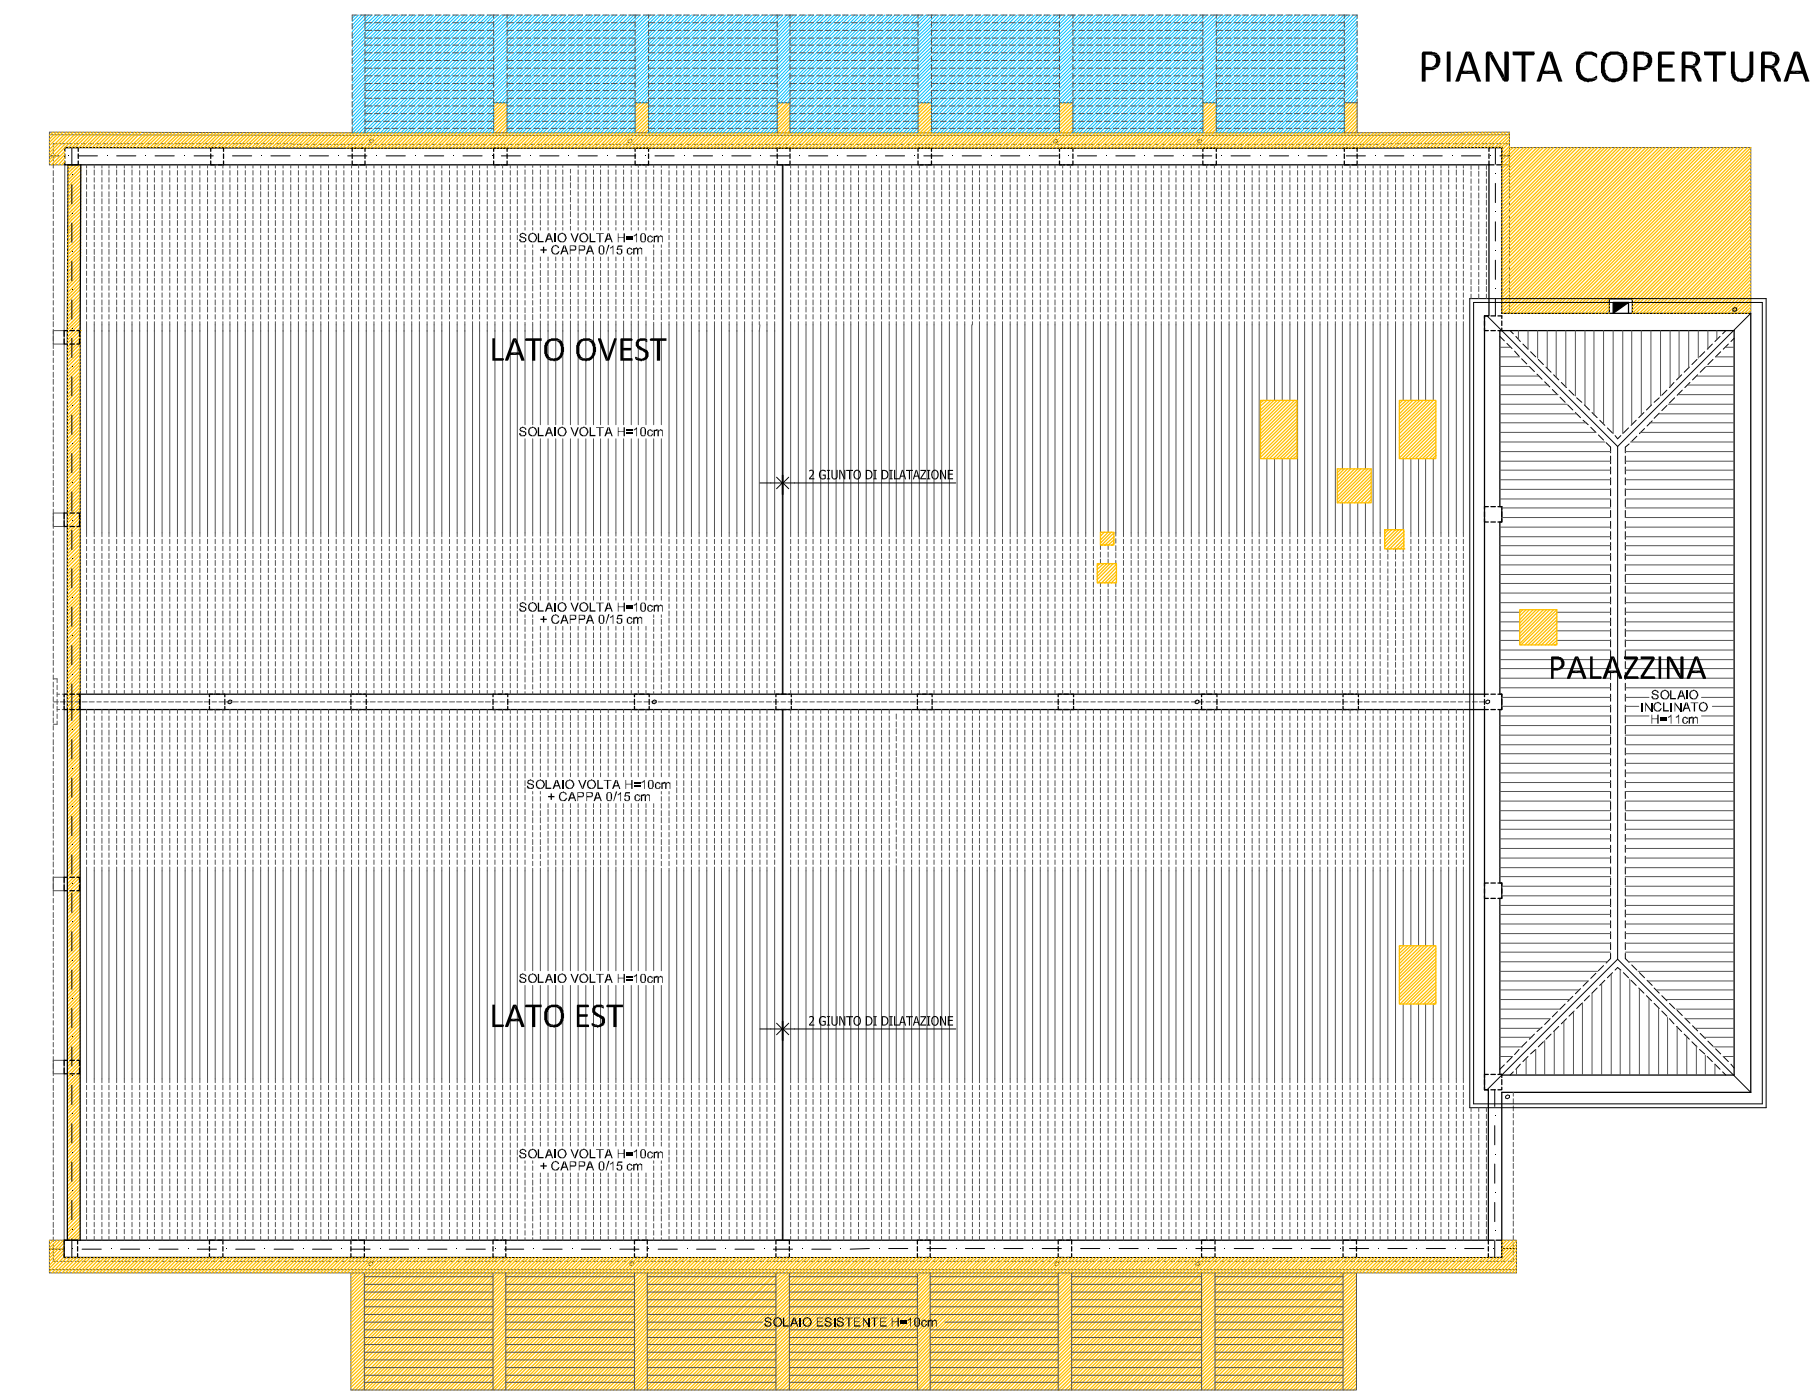 PIANTA COPERTURA
SOLAIO VOLTA H=10cm
+ CAPPA 0/15 cm
LATO OVEST
SOLAIO VOLTA H=10cm
2 GIUNTO DI DILATAZIONE
SOLAIO VOLTA H=10cm
+ CAPPA 0/15 cm
PALAZZINA
SOLAIO
INCLINATO
H=11cm
SOLAIO VOLTA H=10cm
+ CAPPA 0/15 cm
SOLAIO VOLTA H=10cm
LATO EST
2 GIUNTO DI DILATAZIONE
SOLAIO VOLTA H=10cm
+ CAPPA 0/15 cm
SOLAIO ESISTENTE H=10cm